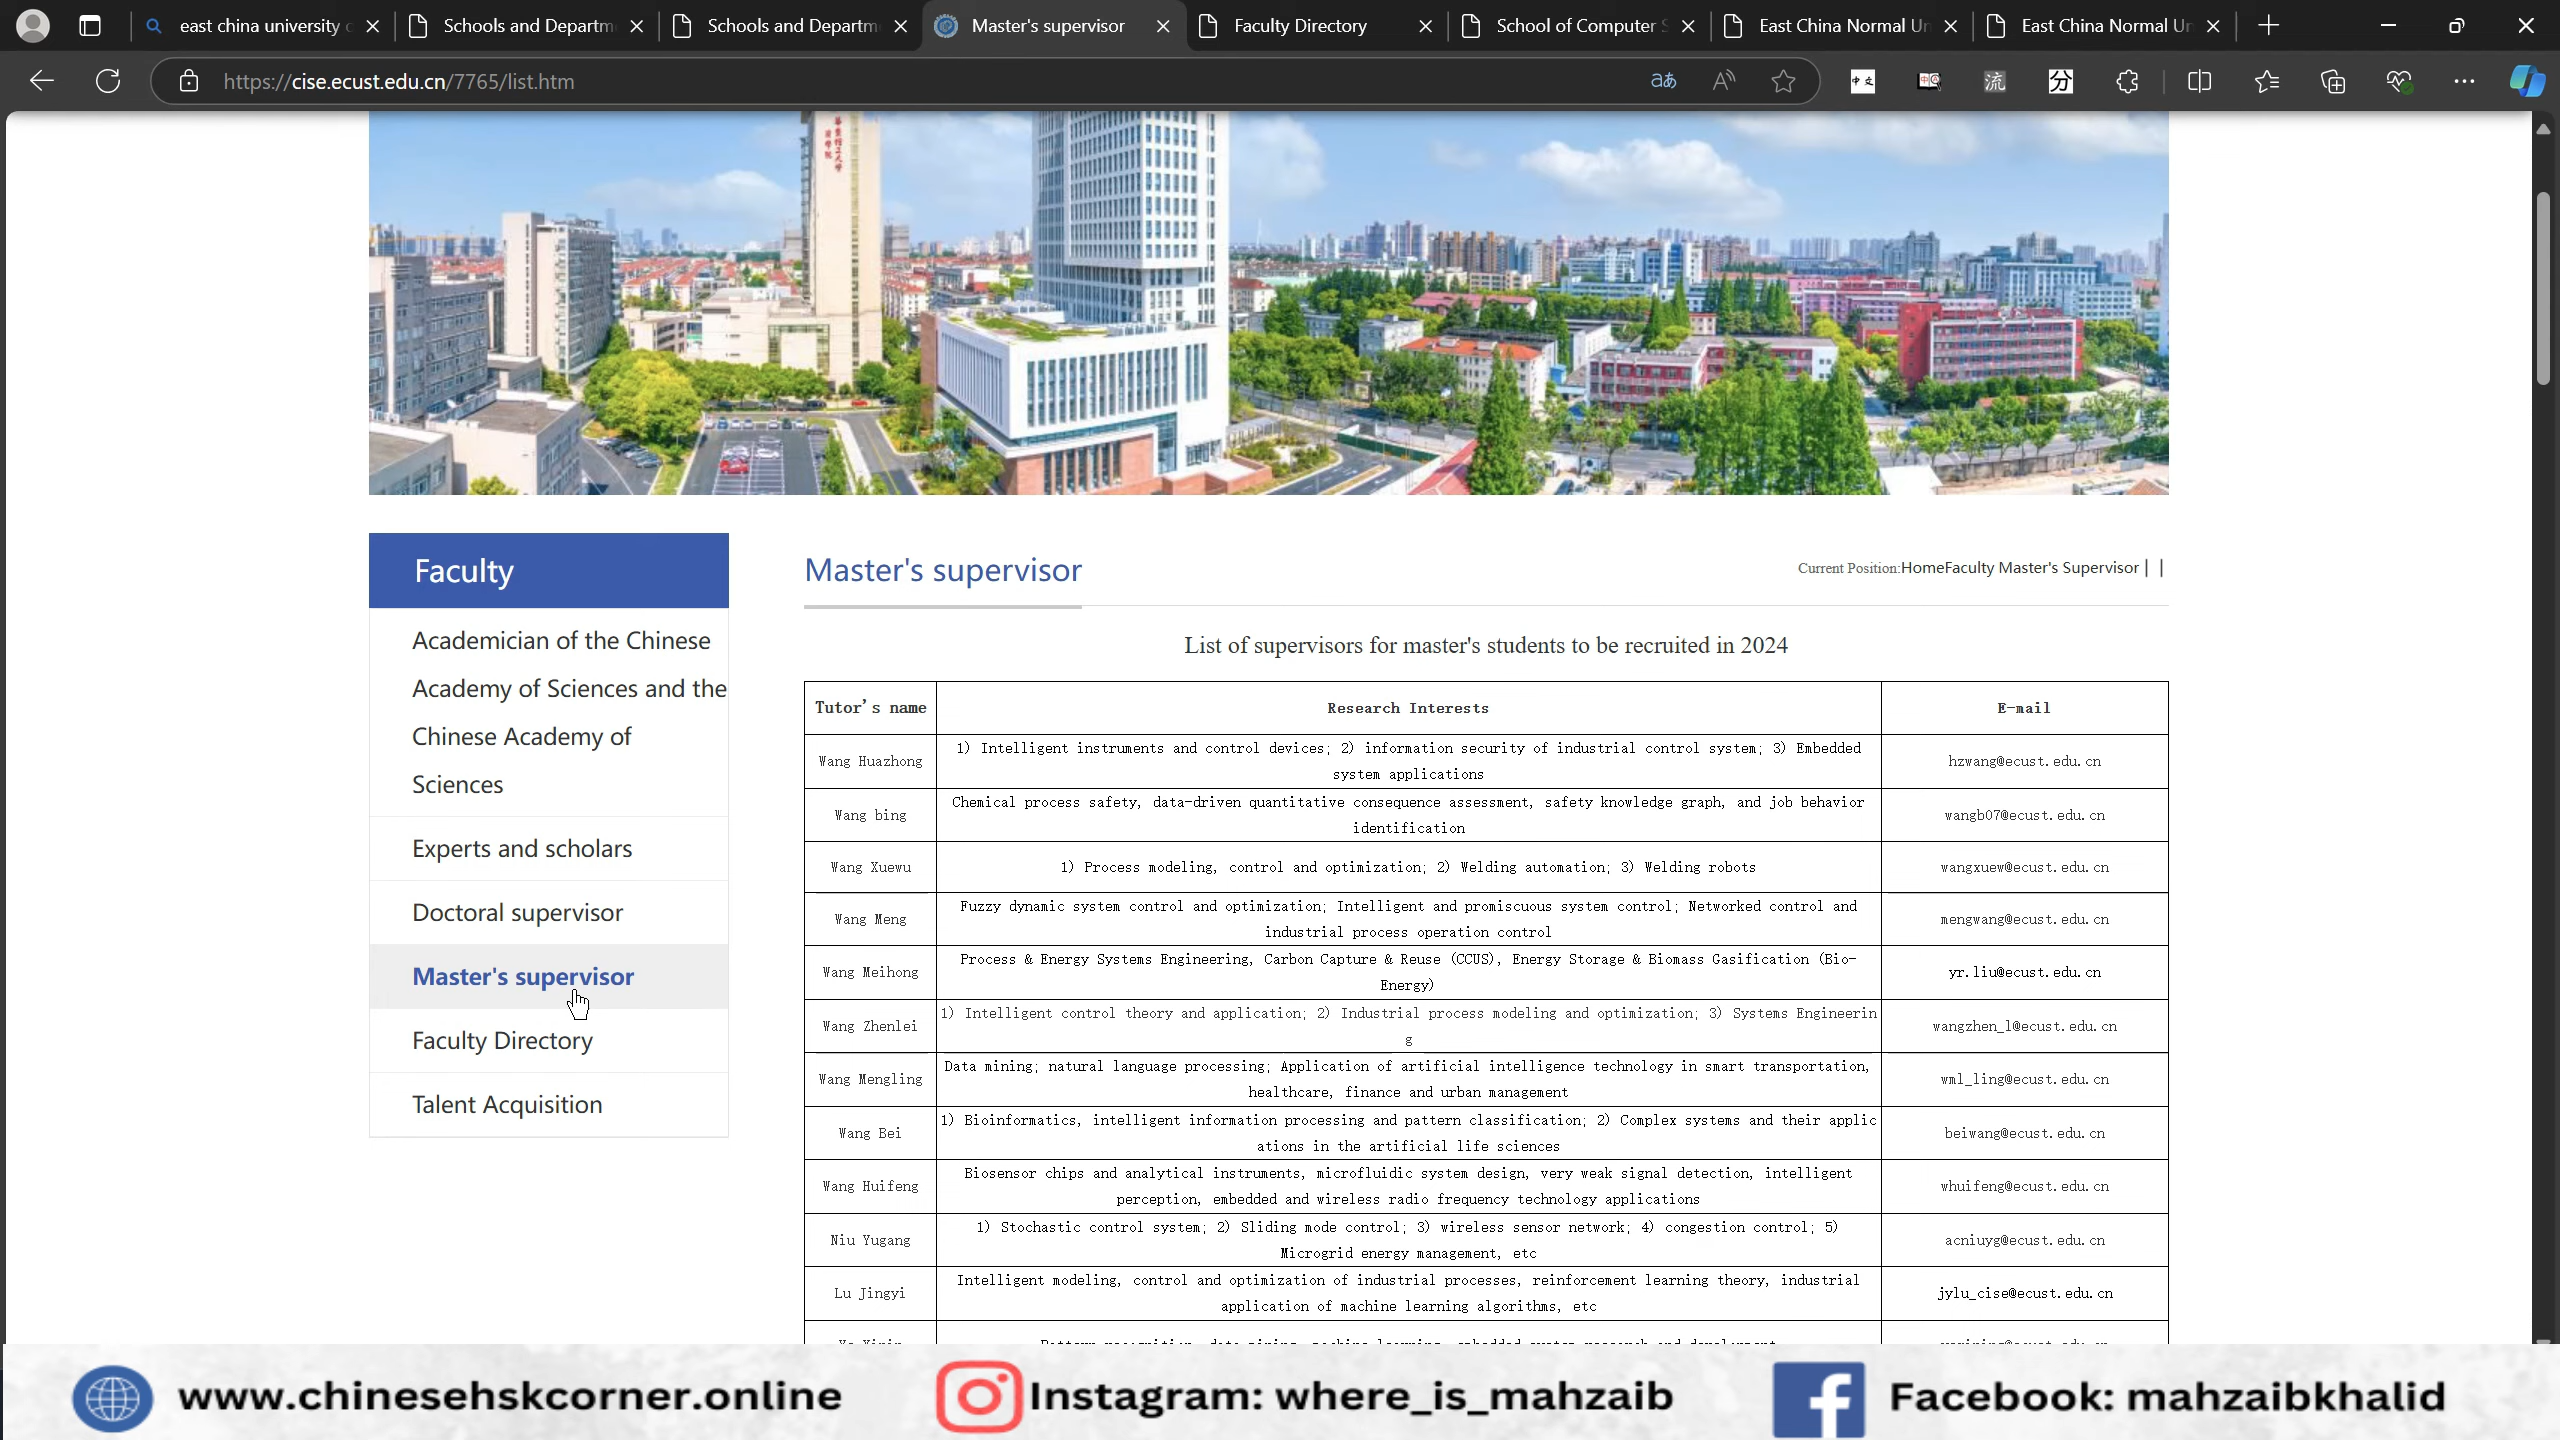 east china university c
Schools and Departm
Schools and Departm
Master's supervisor
Faculty Directory
School of Computer S
East China Normal Un
East China Normal Un
https://cise.ecust.edu.cn/7765/list.htm
Faculty
Academician of the Chinese
Academy of Sciences and the
Chinese Academy of
Sciences
Experts and scholars
Doctoral supervisor
Master's supervisor
Faculty Directory
Talent Acquisition
Master's supervisor
Current Position:HomeFaculty Master's Supervisor
List of supervisors for master's students to be recruited in 2024
Tutor's name Research Interests E-mail
Wang Huazhong 1) Intelligent instruments and control devices; 2) information security of industrial control system; 3) Embedded hzwang@ecust.edu.cn
system applications
Wang bing Chemical process safety, data-driven quantitative consequence assessment, safety knowledge graph, and job behavior wangb07@ecust.edu.cn
identification
Wang Xuewu 1) Process modeling, control and optimization; 2) Welding automation; 3) Welding robots wangxuew@ecust.edu.cn
Wang Meng Fuzzy dynamic system control and optimization; Intelligent and promiscuous system control; Networked control and mengwang@ecust.edu.cn
industrial process operation control
Wang Meihong Process & Energy Systems Engineering, Carbon Capture & Reuse (CCUS), Energy Storage & Biomass Gasification (Bio- yr.liu@ecust.edu.cn
Energy)
Wang Zhenlei 1) Intelligent control theory and application; 2) Industrial process modeling and optimization; 3) Systems Engineerin wangzhen_l@ecust.edu.cn
g
Wang Mengling Data mining; natural language processing; Application of artificial intelligence technology in smart transportation, wml_ling@ecust.edu.cn
healthcare, finance and urban management
Wang Bei 1) Bioinformatics, intelligent information processing and pattern classification; 2) Complex systems and their applic beiwang@ecust.edu.cn
ations in the artificial life sciences
Wang Huifeng Biosensor chips and analytical instruments, microfluidic system design, very weak signal detection, intelligent whuifeng@ecust.edu.cn
perception, embedded and wireless radio frequency technology applications
Niu Yugang 1) Stochastic control system; 2) Sliding mode control; 3) wireless sensor network; 4) congestion control; 5) acniuyg@ecust.edu.cn
Microgrid energy management, etc
Lu Jingyi Intelligent modeling, control and optimization of industrial processes, reinforcement learning theory, industrial jylu_cise@ecust.edu.cn
application of machine learning algorithms, etc
www.chinesehskcorner.online
Instagram: where_is_mahzaib
Facebook: mahzaibkhalid